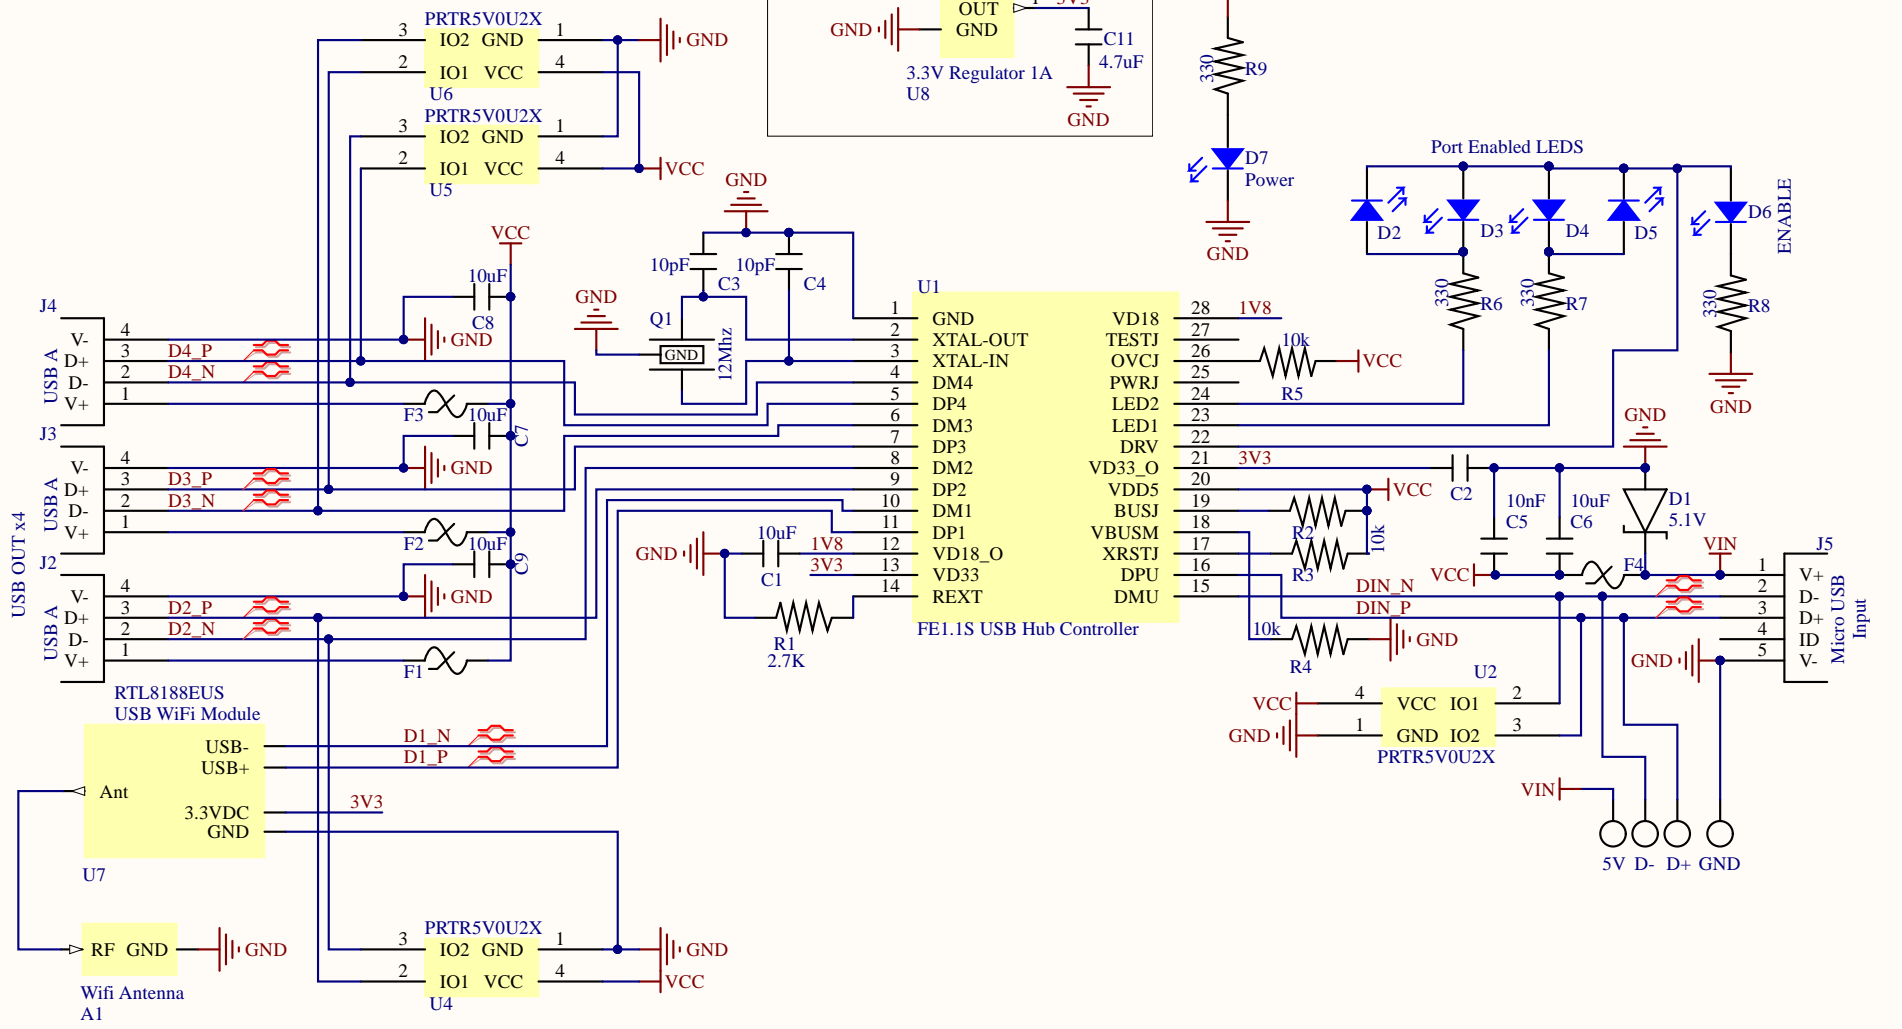 PRTR5V0U2X
3 IO2 GND 1 GND
2 IO1 VCC 4
U6
PRTR5V0U2X
3 IO2 GND 1
2 IO1 VCC 4 VCC
U5
OUT 1 3V3
GND GND
C11
4.7uF
3.3V Regulator 1A
U8
GND
330 R9
D7
Power
GND
Port Enabled LEDS
D2 D3 D4 D5 D6 ENABLE
330 R6 330 R7 330 R8
GND
VCC
GND
10pF C3 10pF C4
GND
Q1 GND 12Mhz
10uF
C8
J4
USB A
V- 4 GND
D+ 3 D4_P
D- 2 D4_N
V+ 1 F3
10uF
C7
J3
USB A
V- 4 GND
D+ 3 D3_P
D- 2 D3_N
V+ 1 F2
10uF
C9
USB OUT x4
J2
USB A
V- 4 GND
D+ 3 D2_P
D- 2 D2_N
V+ 1 F1
U1
1 GND VD18 28 1V8
2 XTAL-OUT TESTJ 27
3 XTAL-IN OVCJ 26 10k R5 VCC
4 DM4 PWRJ 25
5 DP4 LED2 24
6 DM3 LED1 23
7 DP3 DRV 22
8 DM2 VD33_O 21 3V3
9 DP2 VDD5 20 VCC
10 DM1 BUSJ 19
11 DP1 VBUSM 18
12 VD18_O XRSTJ 17
13 VD33 DPU 16
14 REXT DMU 15
FE1.1S USB Hub Controller
GND 10uF 1V8
C1 3V3
R1
2.7K
R2
R3
10k
10k
R4 GND
GND
C2
10nF
C5
10uF
C6
D1
5.1V
VIN
VCC F4
DIN_N
DIN_P
J5
1 V+
2 D-
3 D+
4 ID
5 V-
GND
Micro USB
Input
U2
VCC 4 VCC IO1 2
GND 1 GND IO2 3
PRTR5V0U2X
VIN
5V D- D+ GND
RTL8188EUS
USB WiFi Module
USB- D1_N
USB+ D1_P
Ant
3.3VDC 3V3
GND
U7
RF GND GND
Wifi Antenna
A1
PRTR5V0U2X
3 IO2 GND 1 GND
2 IO1 VCC 4 VCC
U4